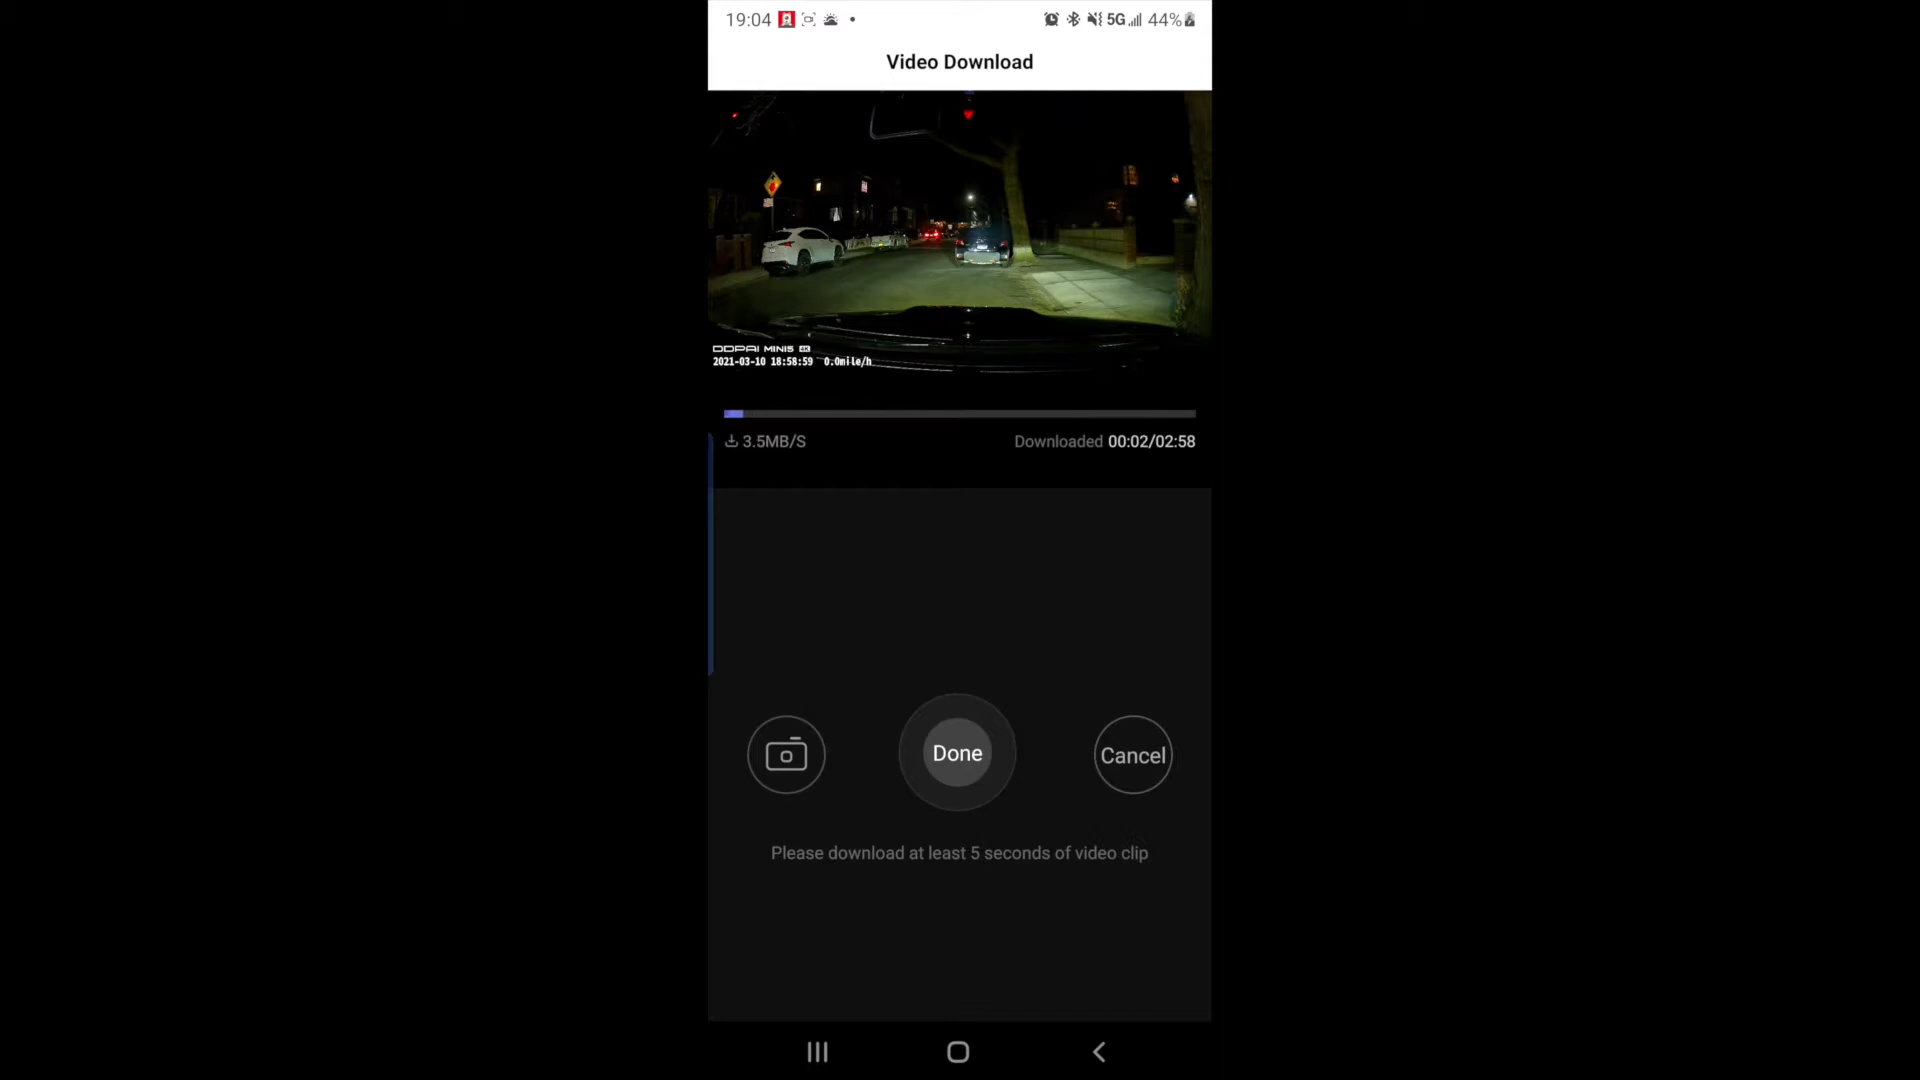 19:04 5G 44%
Video Download
DDPAI MINI5 4K
2021-03-10 18:58:59 0.0mile/h
3.5MB/S Downloaded 00:02/02:58
Done
Cancel
Please download at least 5 seconds of video clip